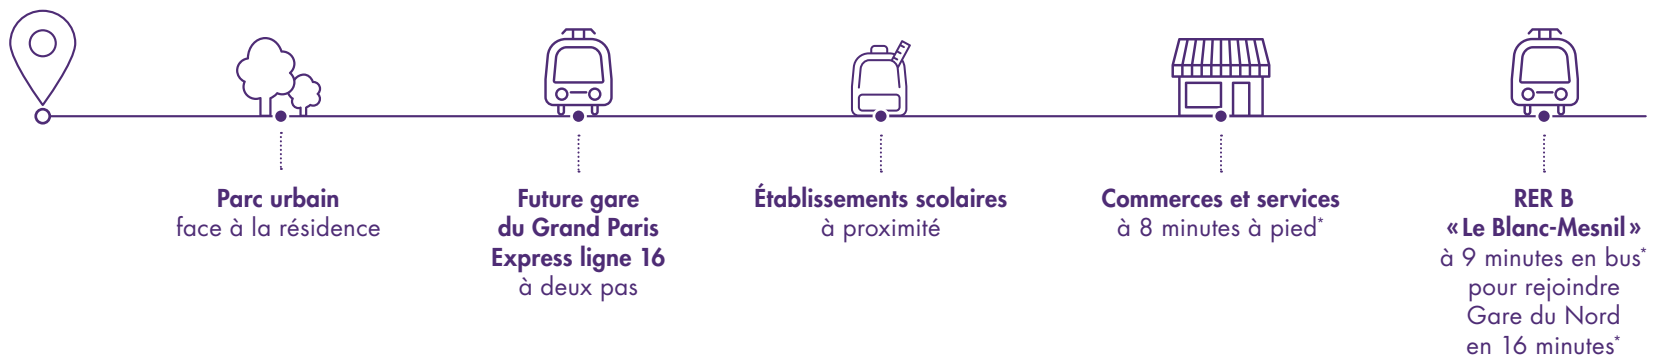 Parc urbain
face à la résidence
Future gare
du Grand Paris
Express ligne 16
à deux pas
Établissements scolaires
à proximité
Commerces et services
à 8 minutes à pied*
RER B
«Le Blanc-Mesnil»
à 9 minutes en bus*
pour rejoindre
Gare du Nord
en 16 minutes*